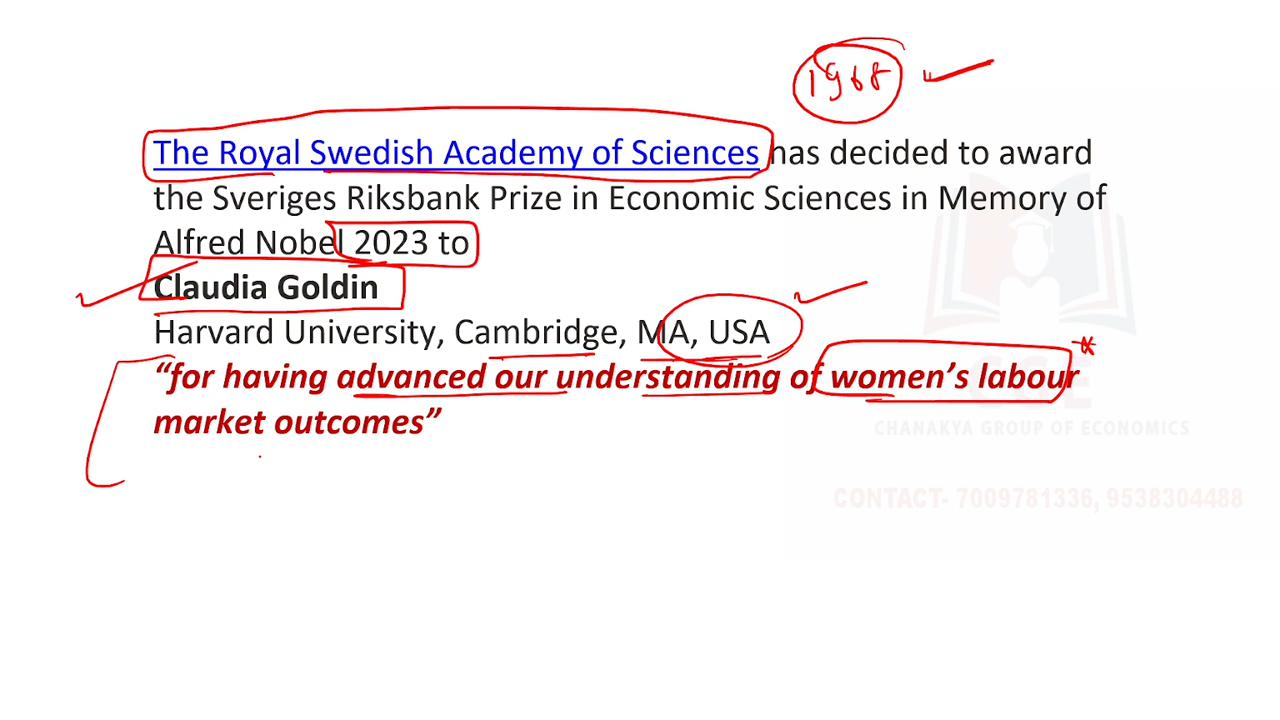 1968
The Royal Swedish Academy of Sciences has decided to award
the Sveriges Riksbank Prize in Economic Sciences in Memory of
Alfred Nobel 2023 to
Claudia Goldin
Harvard University, Cambridge, MA, USA
“for having advanced our understanding of women’s labour
market outcomes”
CGE
CHANAKYA GROUP OF ECONOMICS
CONTACT- 7009781336, 9538304488